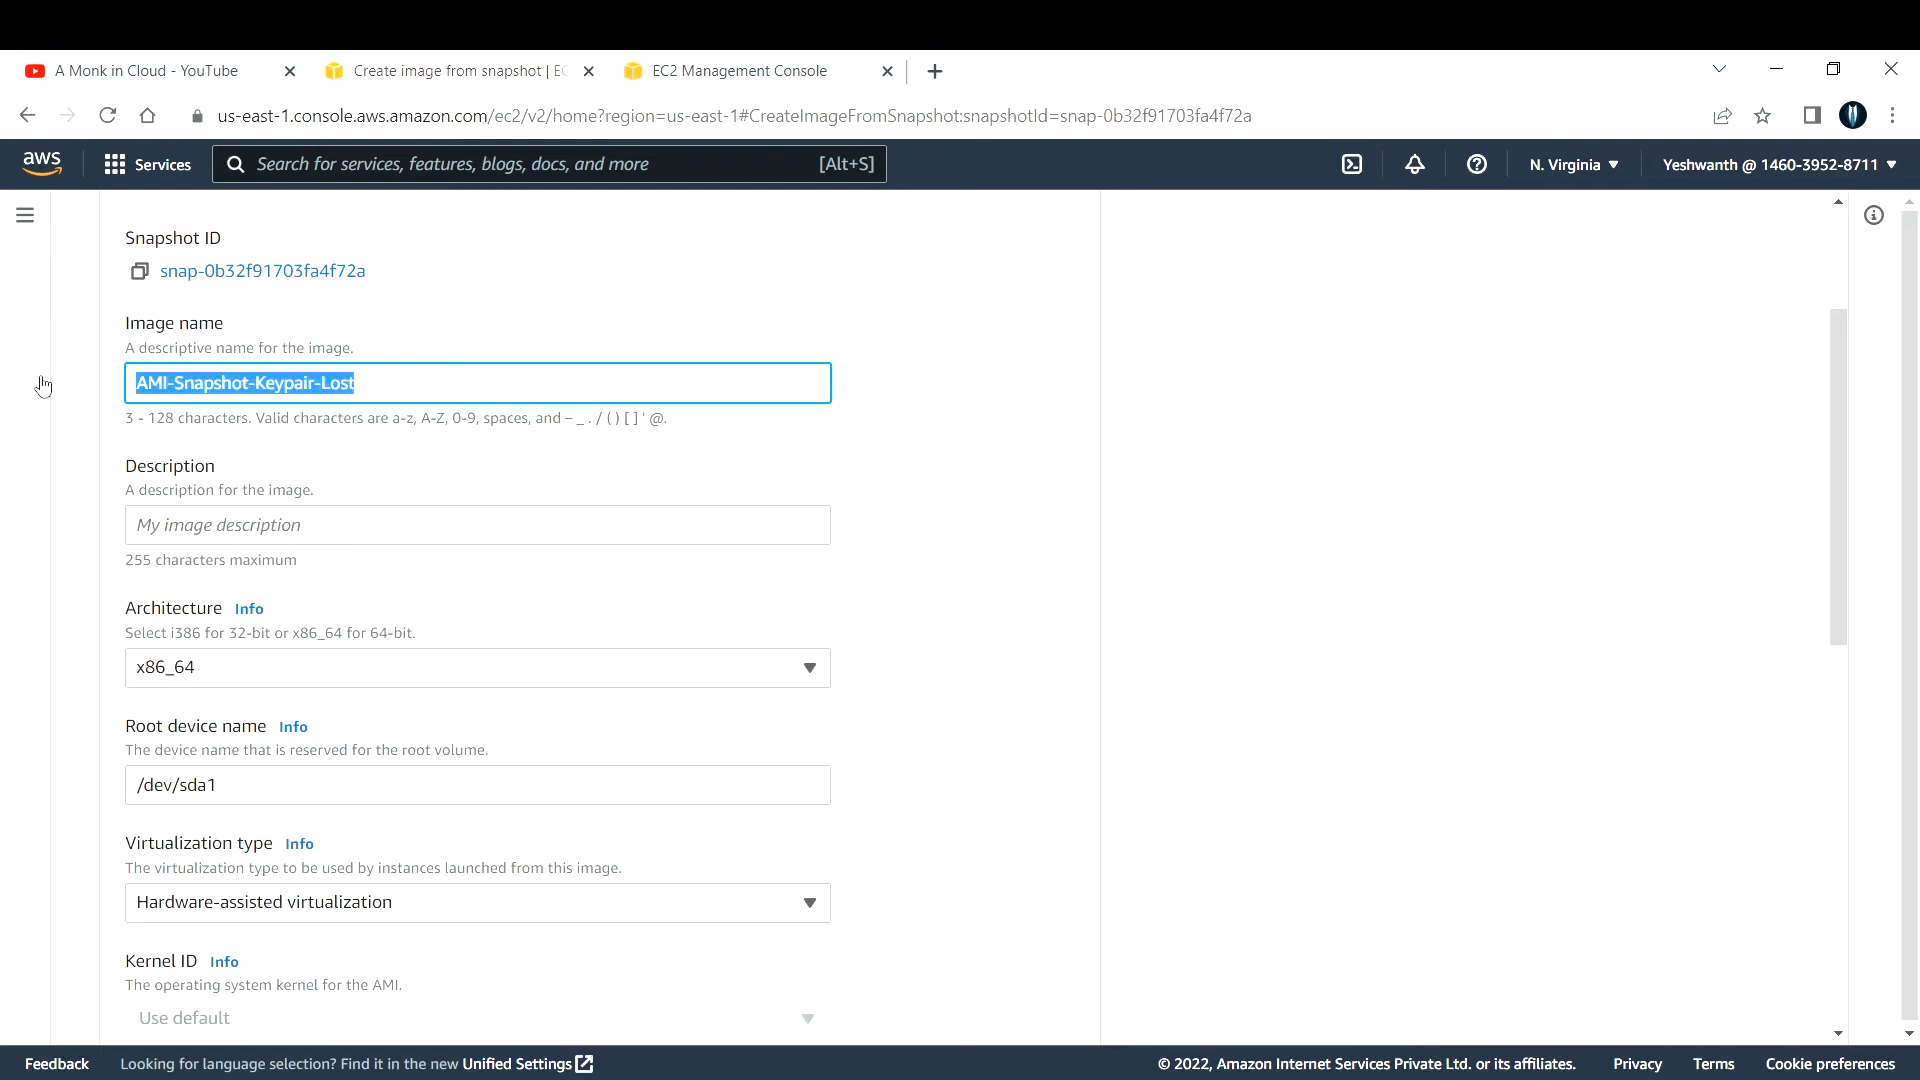 A Monk in Cloud - YouTube
Create image from snapshot | EC
EC2 Management Console
us-east-1.console.aws.amazon.com/ec2/v2/home?region=us-east-1#CreateImageFromSnapshot:snapshotId=snap-0b32f91703fa4f72a
aws
Services
Search for services, features, blogs, docs, and more
[Alt+S]
N. Virginia
Yeshwanth @ 1460-3952-8711
Snapshot ID
snap-0b32f91703fa4f72a
Image name
A descriptive name for the image.
AMI-Snapshot-Keypair-Lost
3 - 128 characters. Valid characters are a-z, A-Z, 0-9, spaces, and – _ . / ( ) [ ] ' @.
Description
A description for the image.
My image description
255 characters maximum
Architecture Info
Select i386 for 32-bit or x86_64 for 64-bit.
x86_64
Root device name Info
The device name that is reserved for the root volume.
/dev/sda1
Virtualization type Info
The virtualization type to be used by instances launched from this image.
Hardware-assisted virtualization
Kernel ID Info
The operating system kernel for the AMI.
Use default
Feedback
Looking for language selection? Find it in the new Unified Settings
© 2022, Amazon Internet Services Private Ltd. or its affiliates.
Privacy
Terms
Cookie preferences